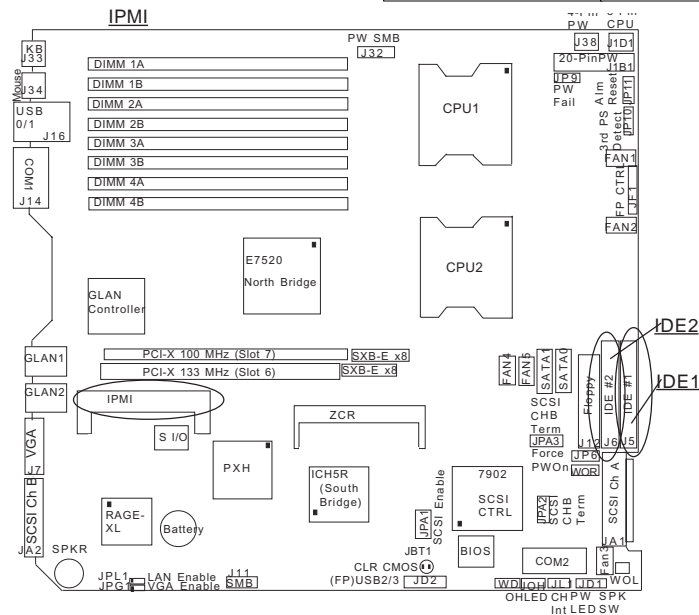 IPMI
4-Pin
PW
CPU
PW SMB
J32
J38
J1D1
20-PinPW
J1B1
JP9
PW
Fail
KB
J33
Mouse
J34
USB
0/1
J16
COM1
J14
DIMM 1A
DIMM 1B
DIMM 2A
DIMM 2B
DIMM 3A
DIMM 3B
DIMM 4A
DIMM 4B
CPU1
3rd PS Alm
Detect Reset
JP11
JP10
FAN1
FP CTRL
JF1
FAN2
E7520
North Bridge
CPU2
GLAN
Controller
GLAN1
GLAN2
PCI-X 100 MHz (Slot 7)
SXB-E x8
PCI-X 133 MHz (Slot 6)
SXB-E x8
IPMI
FAN4
FAN5
SATA1
SATA0
Floppy
J12
IDE #2
J6
IDE #1
J5
IDE2
IDE1
SCSI
CHB
Term
JPA3
Force
PWOn
JP6
WOR
S I/O
ZCR
VGA
J7
SCSI Ch B
JA2
PXH
ICH5R
(South
Bridge)
7902
SCSI
CTRL
SCSI Enable
JPA1
JPA2
SCSI
CHB
Term
SCSI Ch A
JA1
RAGE-
XL
Battery
BIOS
COM2
Fan3
SPKR
JPL1
LAN Enable
JPG1
VGA Enable
J11
SMB
JBT1
CLR CMOS
(FP)USB2/3
JD2
WD
JOH
JL1
JD1
WOL
OHLED
CH
PW
SPK
Int
LED
SW